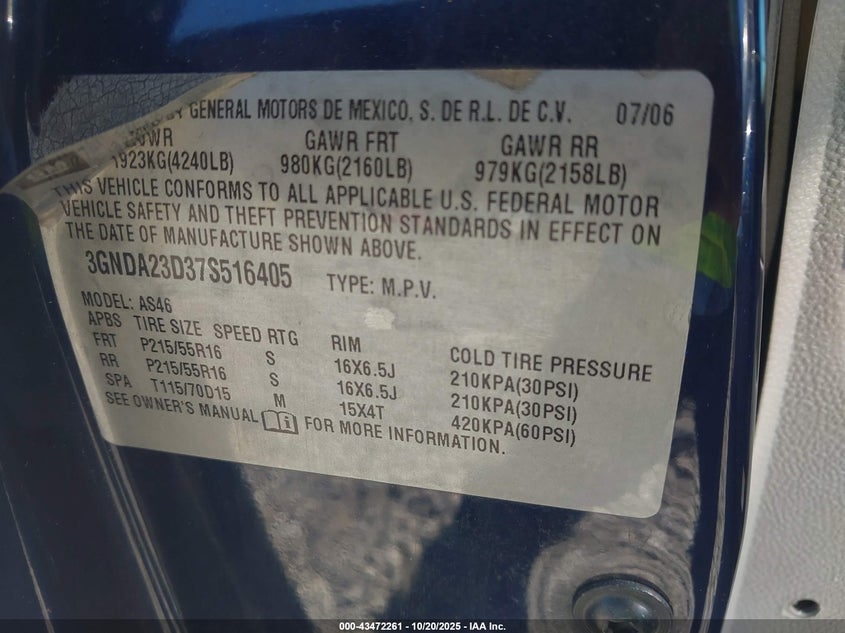 BY GENERAL MOTORS DE MEXICO, S. DE R.L. DE C.V. 07/06
GVWR GAWR FRT GAWR RR
1923KG(4240LB) 980KG(2160LB) 979KG(2158LB)
THIS VEHICLE CONFORMS TO ALL APPLICABLE U.S. FEDERAL MOTOR
VEHICLE SAFETY AND THEFT PREVENTION STANDARDS IN EFFECT ON
THE DATE OF MANUFACTURE SHOWN ABOVE.
3GNDA23D37S516405 TYPE: M.P.V.
MODEL: AS46
APBS TIRE SIZE SPEED RTG RIM COLD TIRE PRESSURE
FRT P215/55R16 S 16X6.5J 210KPA(30PSI)
RR P215/55R16 S 16X6.5J 210KPA(30PSI)
SPA T115/70D15 M 15X4T 420KPA(60PSI)
SEE OWNER'S MANUAL FOR MORE INFORMATION.
000-43472261 - 10/20/2025 - IAA Inc.